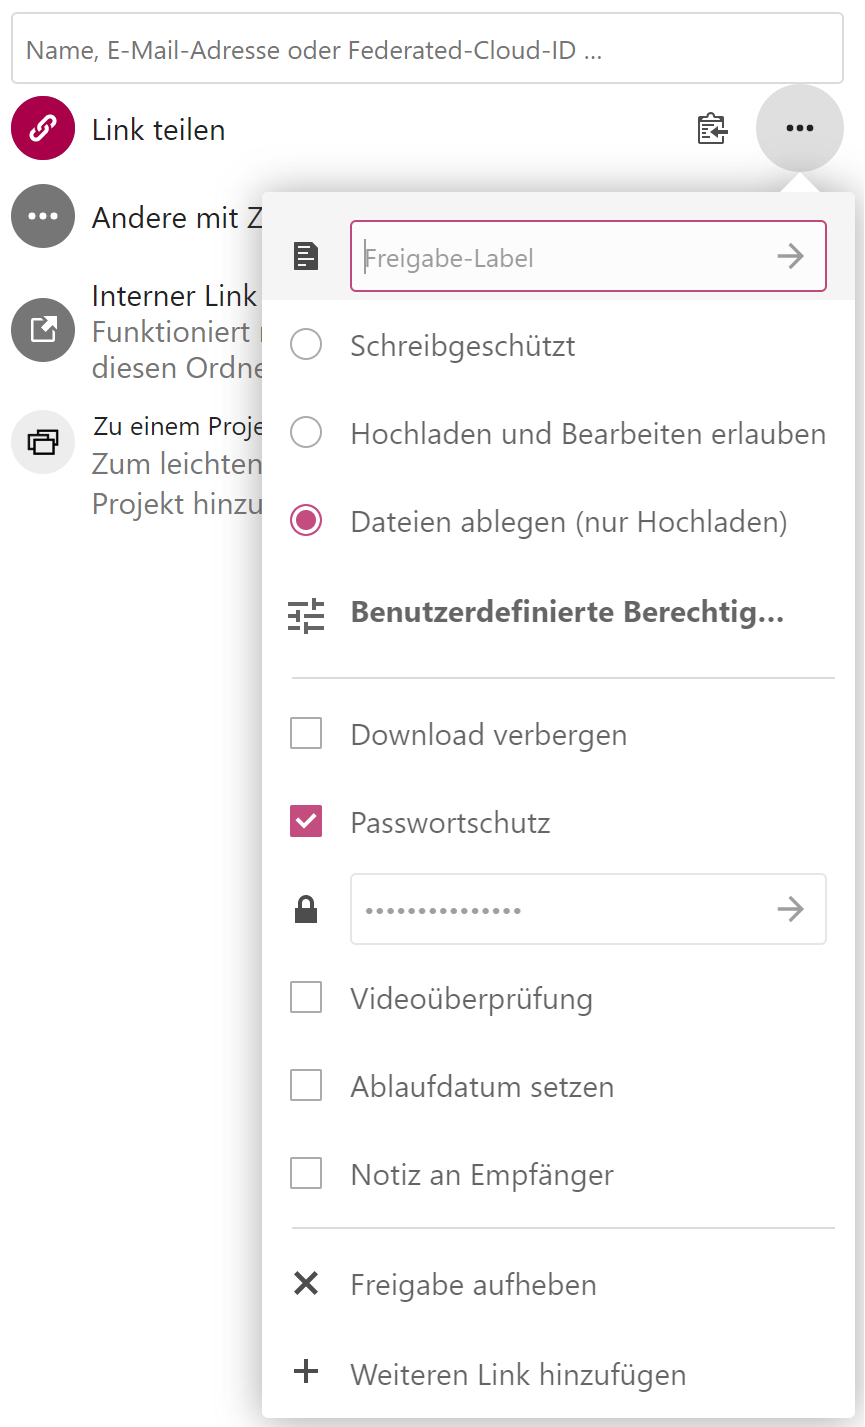 Name, E-Mail-Adresse oder Federated-Cloud-ID ...
Link teilen
Andere mit Z
Interner Link
Funktioniert
diesen Ordne
Zu einem Proje
Zum leichten
Projekt hinzu
Freigabe-Label
Schreibgeschützt
Hochladen und Bearbeiten erlauben
Dateien ablegen (nur Hochladen)
Benutzerdefinierte Berechtig...
Download verbergen
Passwortschutz
•••••••••••••••
Videoüberprüfung
Ablaufdatum setzen
Notiz an Empfänger
Freigabe aufheben
Weiteren Link hinzufügen